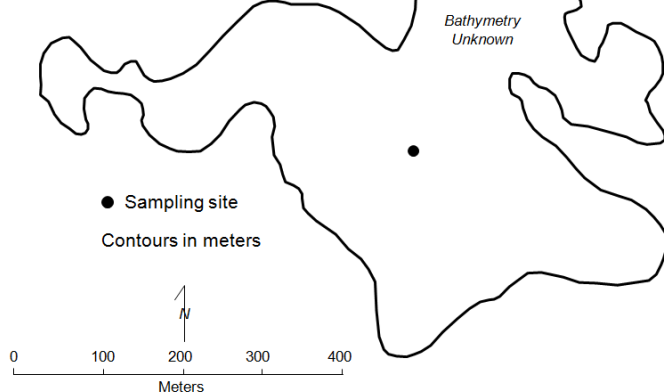 Bathymetry
Unknown
Sampling site
Contours in meters
N
0 100 200 300 400
Meters